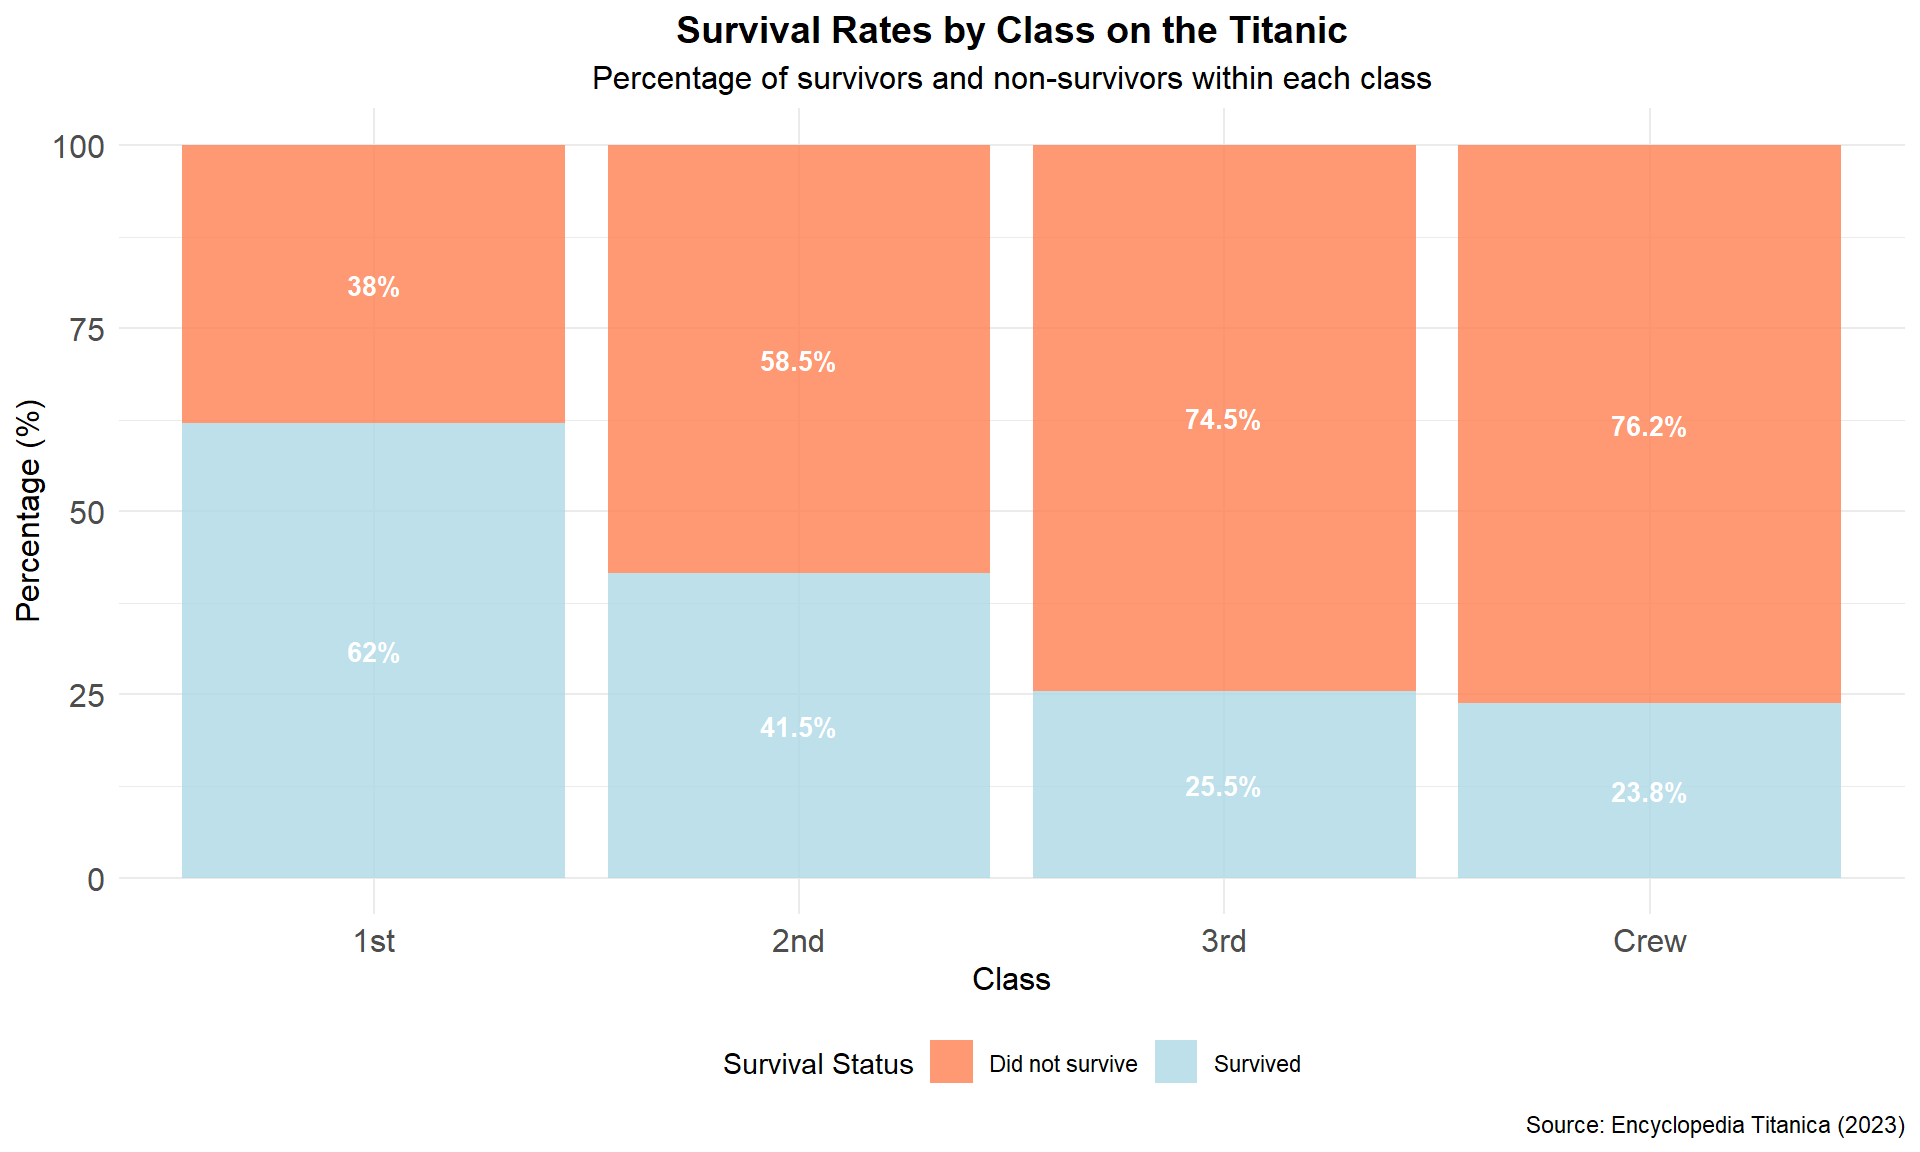 Survival Rates by Class on the Titanic
Percentage of survivors and non-survivors within each class
Percentage (%)
100
75
50
25
0
38%
58.5%
74.5%
76.2%
62%
41.5%
25.5%
23.8%
1st 2nd 3rd Crew
Class
Survival Status Did not survive Survived
Source: Encyclopedia Titanica (2023)